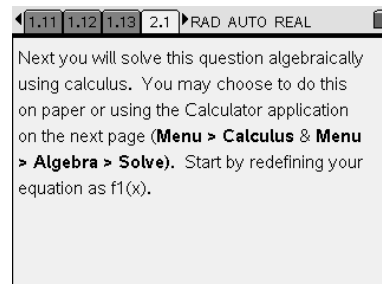 1.11 1.12 1.13 2.1 RAD AUTO REAL
Next you will solve this question algebraically
using calculus. You may choose to do this
on paper or using the Calculator application
on the next page (Menu > Calculus & Menu
> Algebra > Solve). Start by redefining your
equation as f1(x).